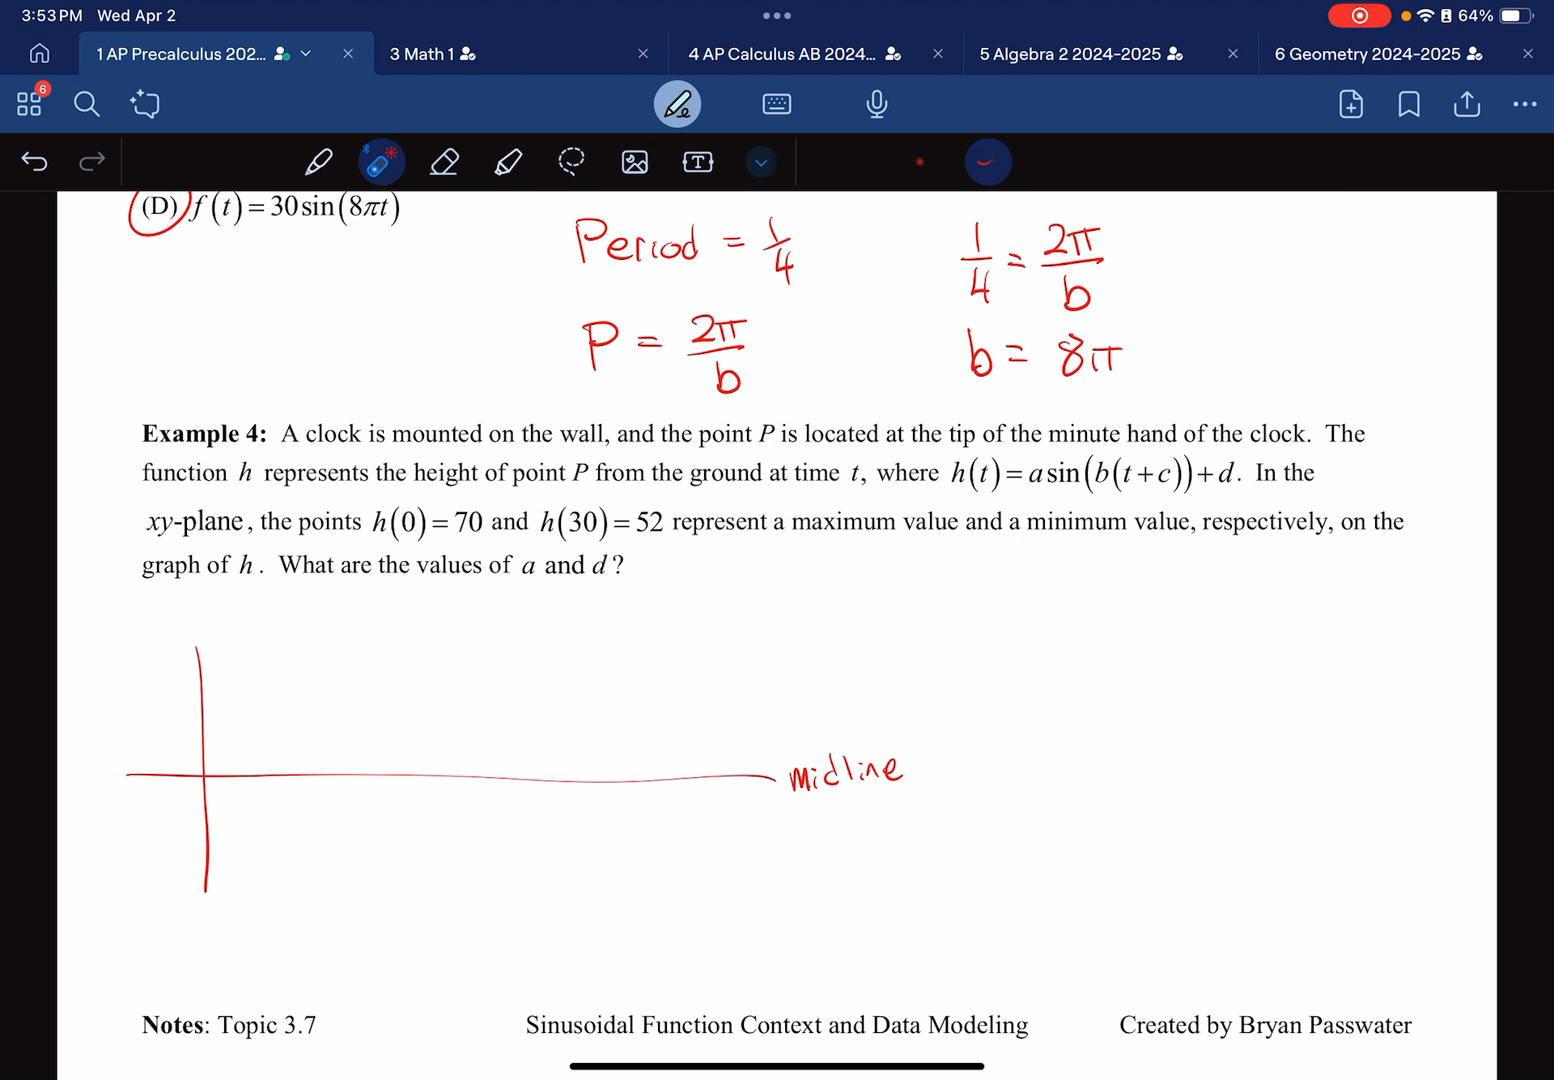 3:53 PM Wed Apr 2
64%
1 AP Precalculus 202...
3 Math 1
4 AP Calculus AB 2024...
5 Algebra 2 2024-2025
6 Geometry 2024-2025
6
T
(D) f(t) = 30 sin(8πt)
Period = 1/4
1/4 = 2π/b
P = 2π/b
b = 8π
Example 4: A clock is mounted on the wall, and the point P is located at the tip of the minute hand of the clock. The
function h represents the height of point P from the ground at time t, where h(t) = a sin(b(t + c)) + d. In the
xy-plane, the points h(0) = 70 and h(30) = 52 represent a maximum value and a minimum value, respectively, on the
graph of h. What are the values of a and d?
midline
Notes: Topic 3.7
Sinusoidal Function Context and Data Modeling
Created by Bryan Passwater